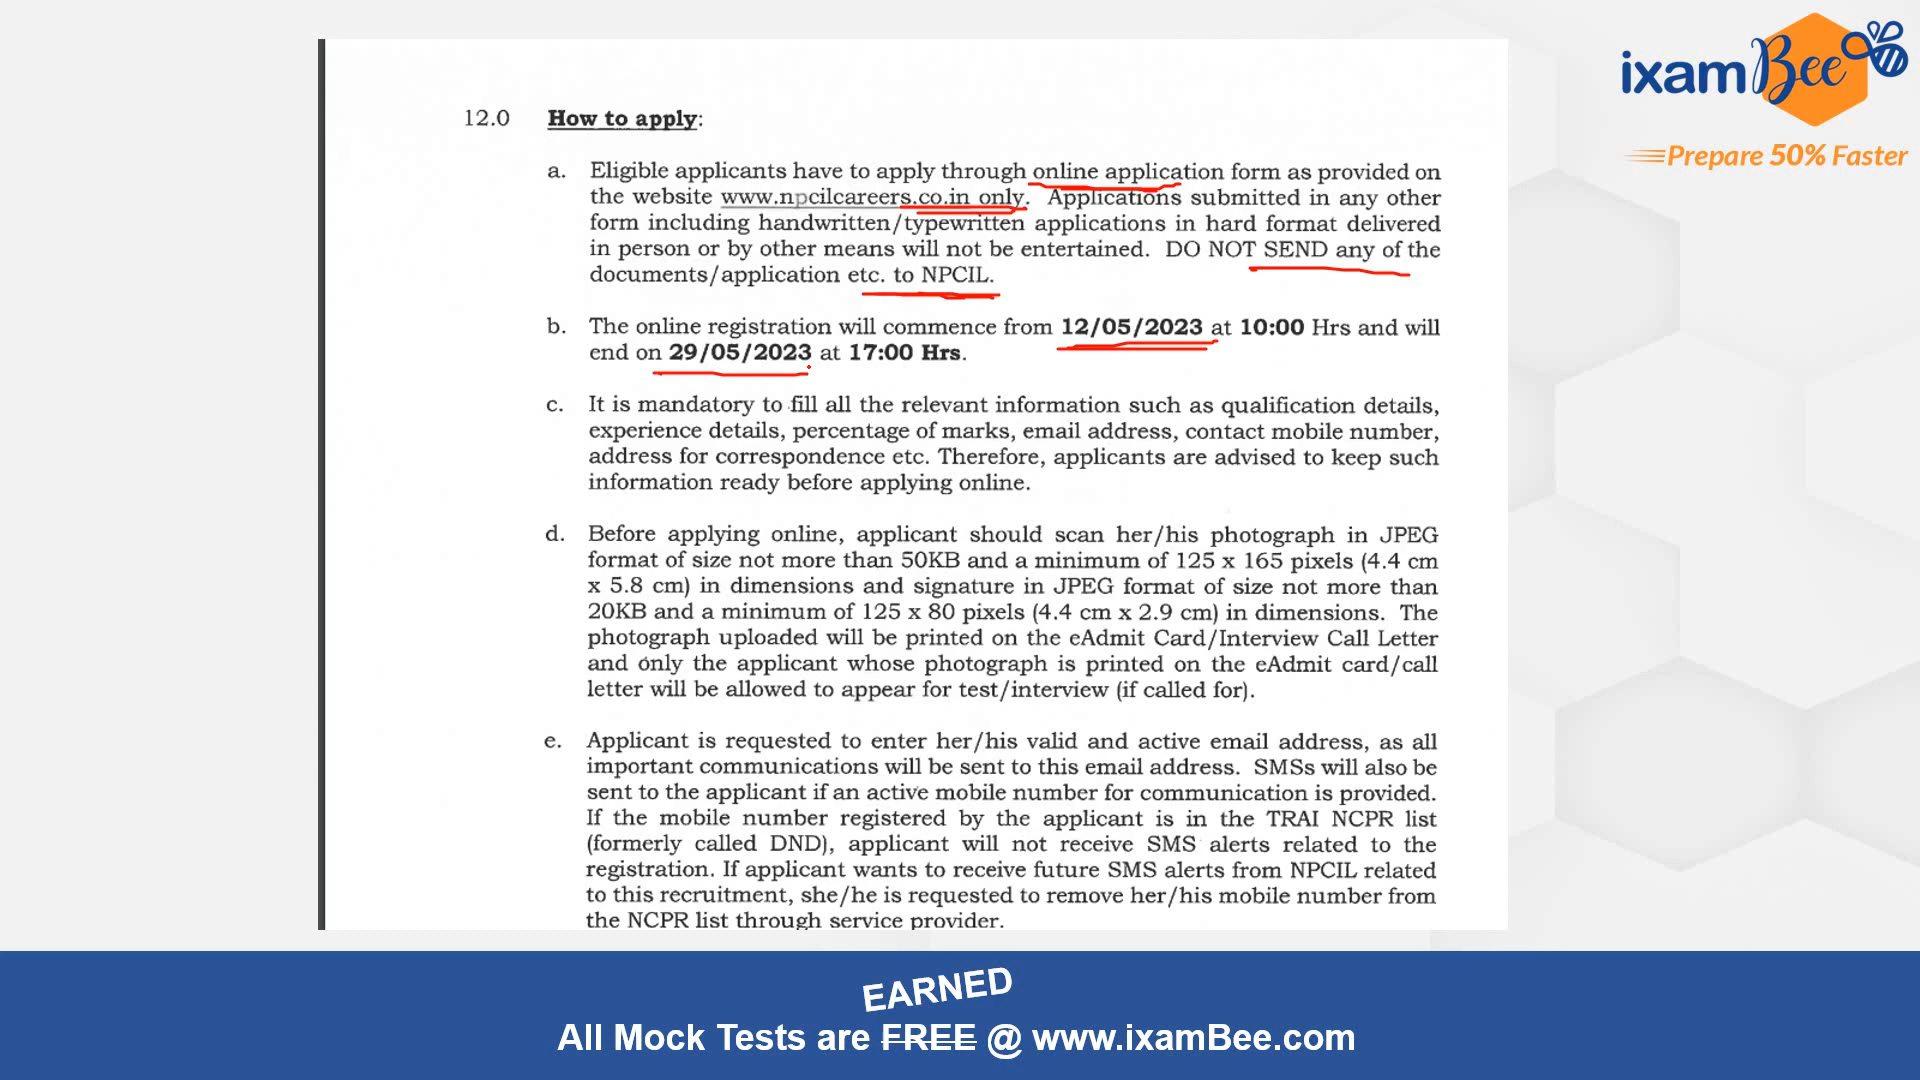 ixamBee
Prepare 50% Faster
12.0 How to apply:
a. Eligible applicants have to apply through online application form as provided on
the website www.npcilcareers.co.in only. Applications submitted in any other
form including handwritten/typewritten applications in hard format delivered
in person or by other means will not be entertained. DO NOT SEND any of the
documents/application etc. to NPCIL.
b. The online registration will commence from 12/05/2023 at 10:00 Hrs and will
end on 29/05/2023 at 17:00 Hrs.
c. It is mandatory to fill all the relevant information such as qualification details,
experience details, percentage of marks, email address, contact mobile number,
address for correspondence etc. Therefore, applicants are advised to keep such
information ready before applying online.
d. Before applying online, applicant should scan her/his photograph in JPEG
format of size not more than 50KB and a minimum of 125 x 165 pixels (4.4 cm
x 5.8 cm) in dimensions and signature in JPEG format of size not more than
20KB and a minimum of 125 x 80 pixels (4.4 cm x 2.9 cm) in dimensions. The
photograph uploaded will be printed on the eAdmit Card/Interview Call Letter
and only the applicant whose photograph is printed on the eAdmit card/call
letter will be allowed to appear for test/interview (if called for).
e. Applicant is requested to enter her/his valid and active email address, as all
important communications will be sent to this email address. SMSs will also be
sent to the applicant if an active mobile number for communication is provided.
If the mobile number registered by the applicant is in the TRAI NCPR list
(formerly called DND), applicant will not receive SMS alerts related to the
registration. If applicant wants to receive future SMS alerts from NPCIL related
to this recruitment, she/he is requested to remove her/his mobile number from
the NCPR list through service provider.
EARNED
All Mock Tests are FREE @ www.ixamBee.com